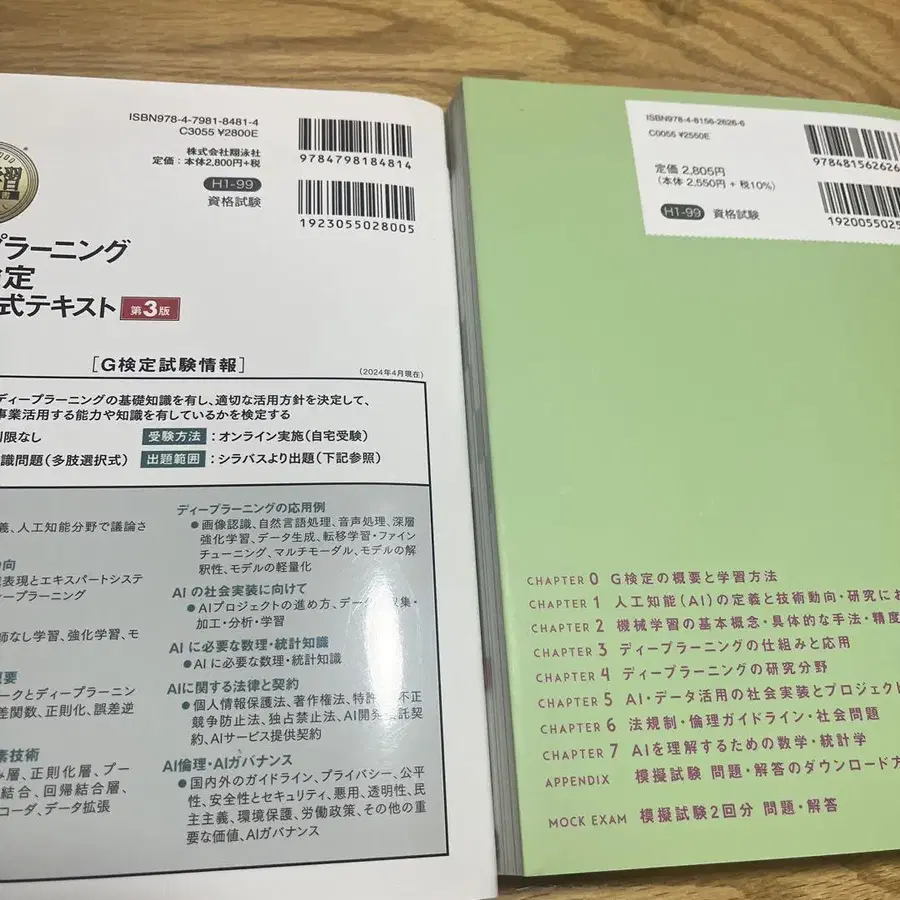 ISBN978-4-7981-8481-4
C3055 ¥2800E
株式会社翔泳社
定価：本体2,800円+税
H1-99
資格試験
9784798184814
1923055028005
プラーニング
検定
式テキスト 第3版
[G検定試験情報]
(2024年4月現在)
ディープラーニングの基礎知識を有し、適切な活用方針を決定して、
事業活用する能力や知識を有しているかを検定する
制限なし
受験方法：オンライン実施(自宅受験)
識問題(多肢選択式)
出題範囲：シラバスより出題(下記参照)
義、人工知能分野で議論さ
向
表現とエキスパートシステ
ィープラーニング
師なし学習、強化学習、モ
概要
ークとディープラーニン
差関数、正則化、誤差逆
素技術
み層、正則化層、プー
結合、回帰結合層、
コーダ、データ拡張
ディープラーニングの応用例
●画像認識、自然言語処理、音声処理、深層
強化学習、データ生成、転移学習・ファイン
チューニング、マルチモーダル、モデルの解
釈性、モデルの軽量化
AIの社会実装に向けて
●AIプロジェクトの進め方、データの収集・
加工・分析・学習
AIに必要な数理・統計知識
●AIに必要な数理・統計知識
AIに関する法律と契約
●個人情報保護法、著作権法、特許法、不正
競争防止法、独占禁止法、AI開発委託契
約、AIサービス提供契約
AI倫理・AIガバナンス
●国内外のガイドライン、プライバシー、公平
性、安全性とセキュリティ、悪用、透明性、民
主主義、環境保護、労働政策、その他の重
要な価値、AIガバナンス
ISBN978-4-8156-2626-6
C0055 ¥2550E
定価 2,805円
(本体 2,550円 + 税10%)
H1-99 資格試験
97848156262
192005502
CHAPTER 0 G検定の概要と学習方法
CHAPTER 1 人工知能(AI)の定義と技術動向・研究にお
CHAPTER 2 機械学習の基本概念・具体的な手法・精度
CHAPTER 3 ディープラーニングの仕組みと応用
CHAPTER 4 ディープラーニングの研究分野
CHAPTER 5 AI・データ活用の社会実装とプロジェクト
CHAPTER 6 法規制・倫理ガイドライン・社会問題
CHAPTER 7 AIを理解するための数学・統計学
APPENDIX 模擬試験 問題・解答のダウンロード方
MOCK EXAM 模擬試験2回分 問題・解答